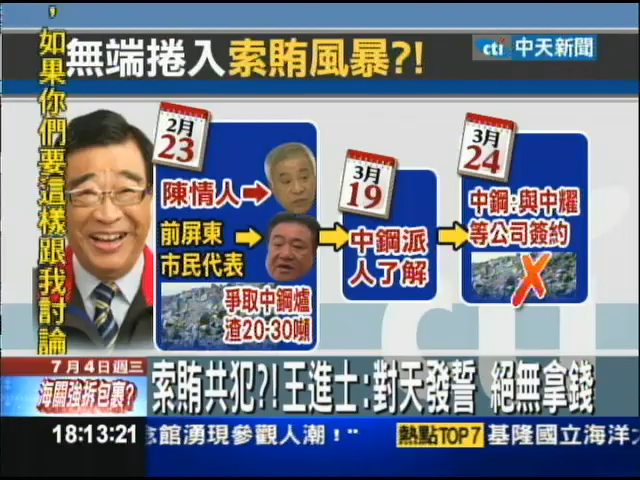 ，如果你們要這樣跟我討論
無端捲入索賄風暴?!
cti 中天新聞
2月
23
陳情人
前屏東
市民代表
爭取中鋼爐
渣20-30噸
3月
19
中鋼派
人了解
3月
24
中鋼:與中耀
等公司簽約
7月4日週三
海關強拆包裹?
索賄共犯?!王進士:對天發誓 絕無拿錢
18:13:21
念館湧現參觀人潮！"
熱點TOP7
基隆國立海洋大